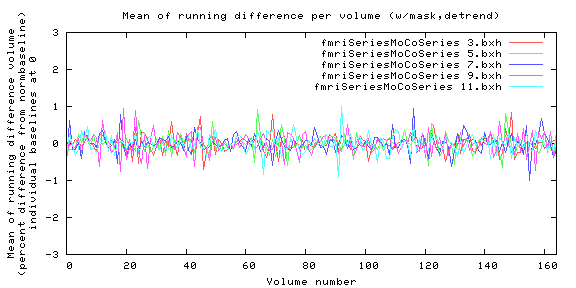 Mean of running difference per volume (w/mask,detrend)
Mean of running difference volume
(percent difference from normbaseline)
individual baselines at 0
fmriSeriesMoCoSeries 3.bxh
fmriSeriesMoCoSeries 5.bxh
fmriSeriesMoCoSeries 7.bxh
fmriSeriesMoCoSeries 9.bxh
fmriSeriesMoCoSeries 11.bxh
3
2
1
0
-1
-2
-3
0 20 40 60 80 100 120 140 160
Volume number